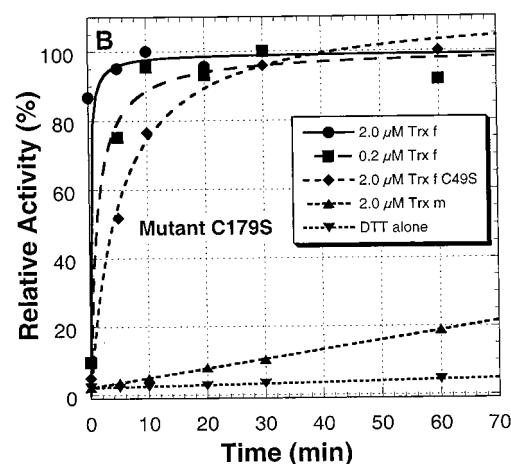 B
Relative Activity (%)
100
80
60
40
20
0
2.0 µM Trx f
0.2 µM Trx f
2.0 µM Trx f C49S
2.0 µM Trx m
DTT alone
Mutant C179S
0 10 20 30 40 50 60 70
Time (min)